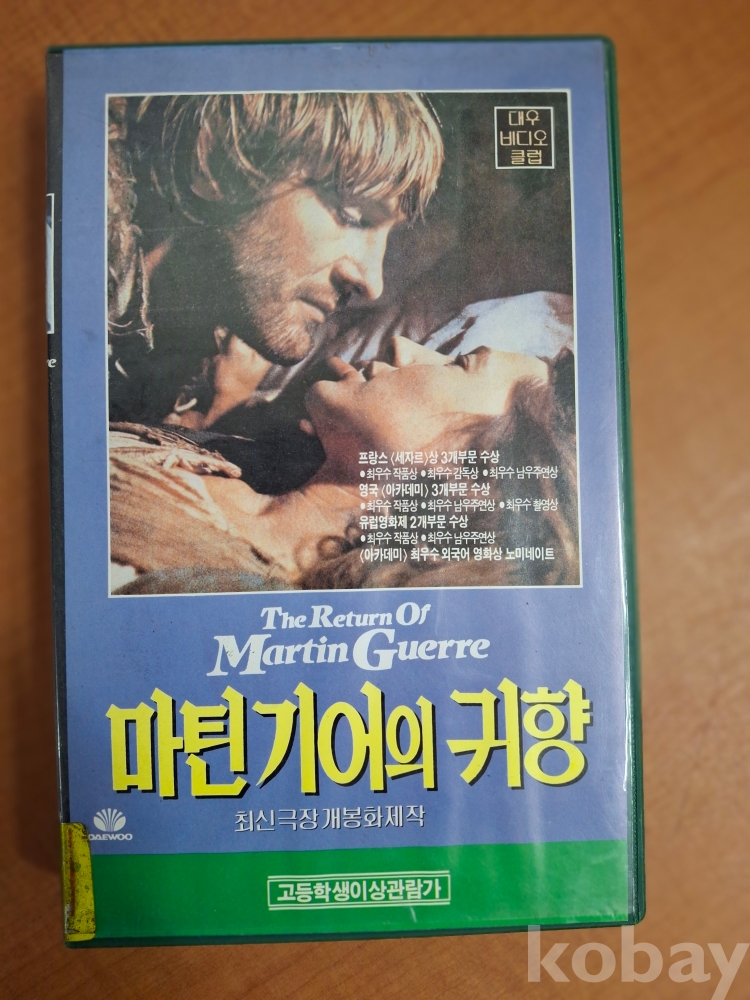 대우
비디오
클럽
프랑스 〈세자르〉상 3개부문 수상
●최우수 작품상 ●최우수 감독상 ●최우수 남우주연상
영국 〈아카데미〉 3개부문 수상
●최우수 작품상 ●최우수 남우주연상 ●최우수 촬영상
유럽영화제 2개부문 수상
●최우수 작품상 ●최우수 남우주연상
〈아카데미〉 최우수 외국어 영화상 노미네이트
The Return Of
Martin Guerre
마틴 기어의 귀향
최신극장개봉화제작
DAEWOO
고등학생이상관람가
kobay